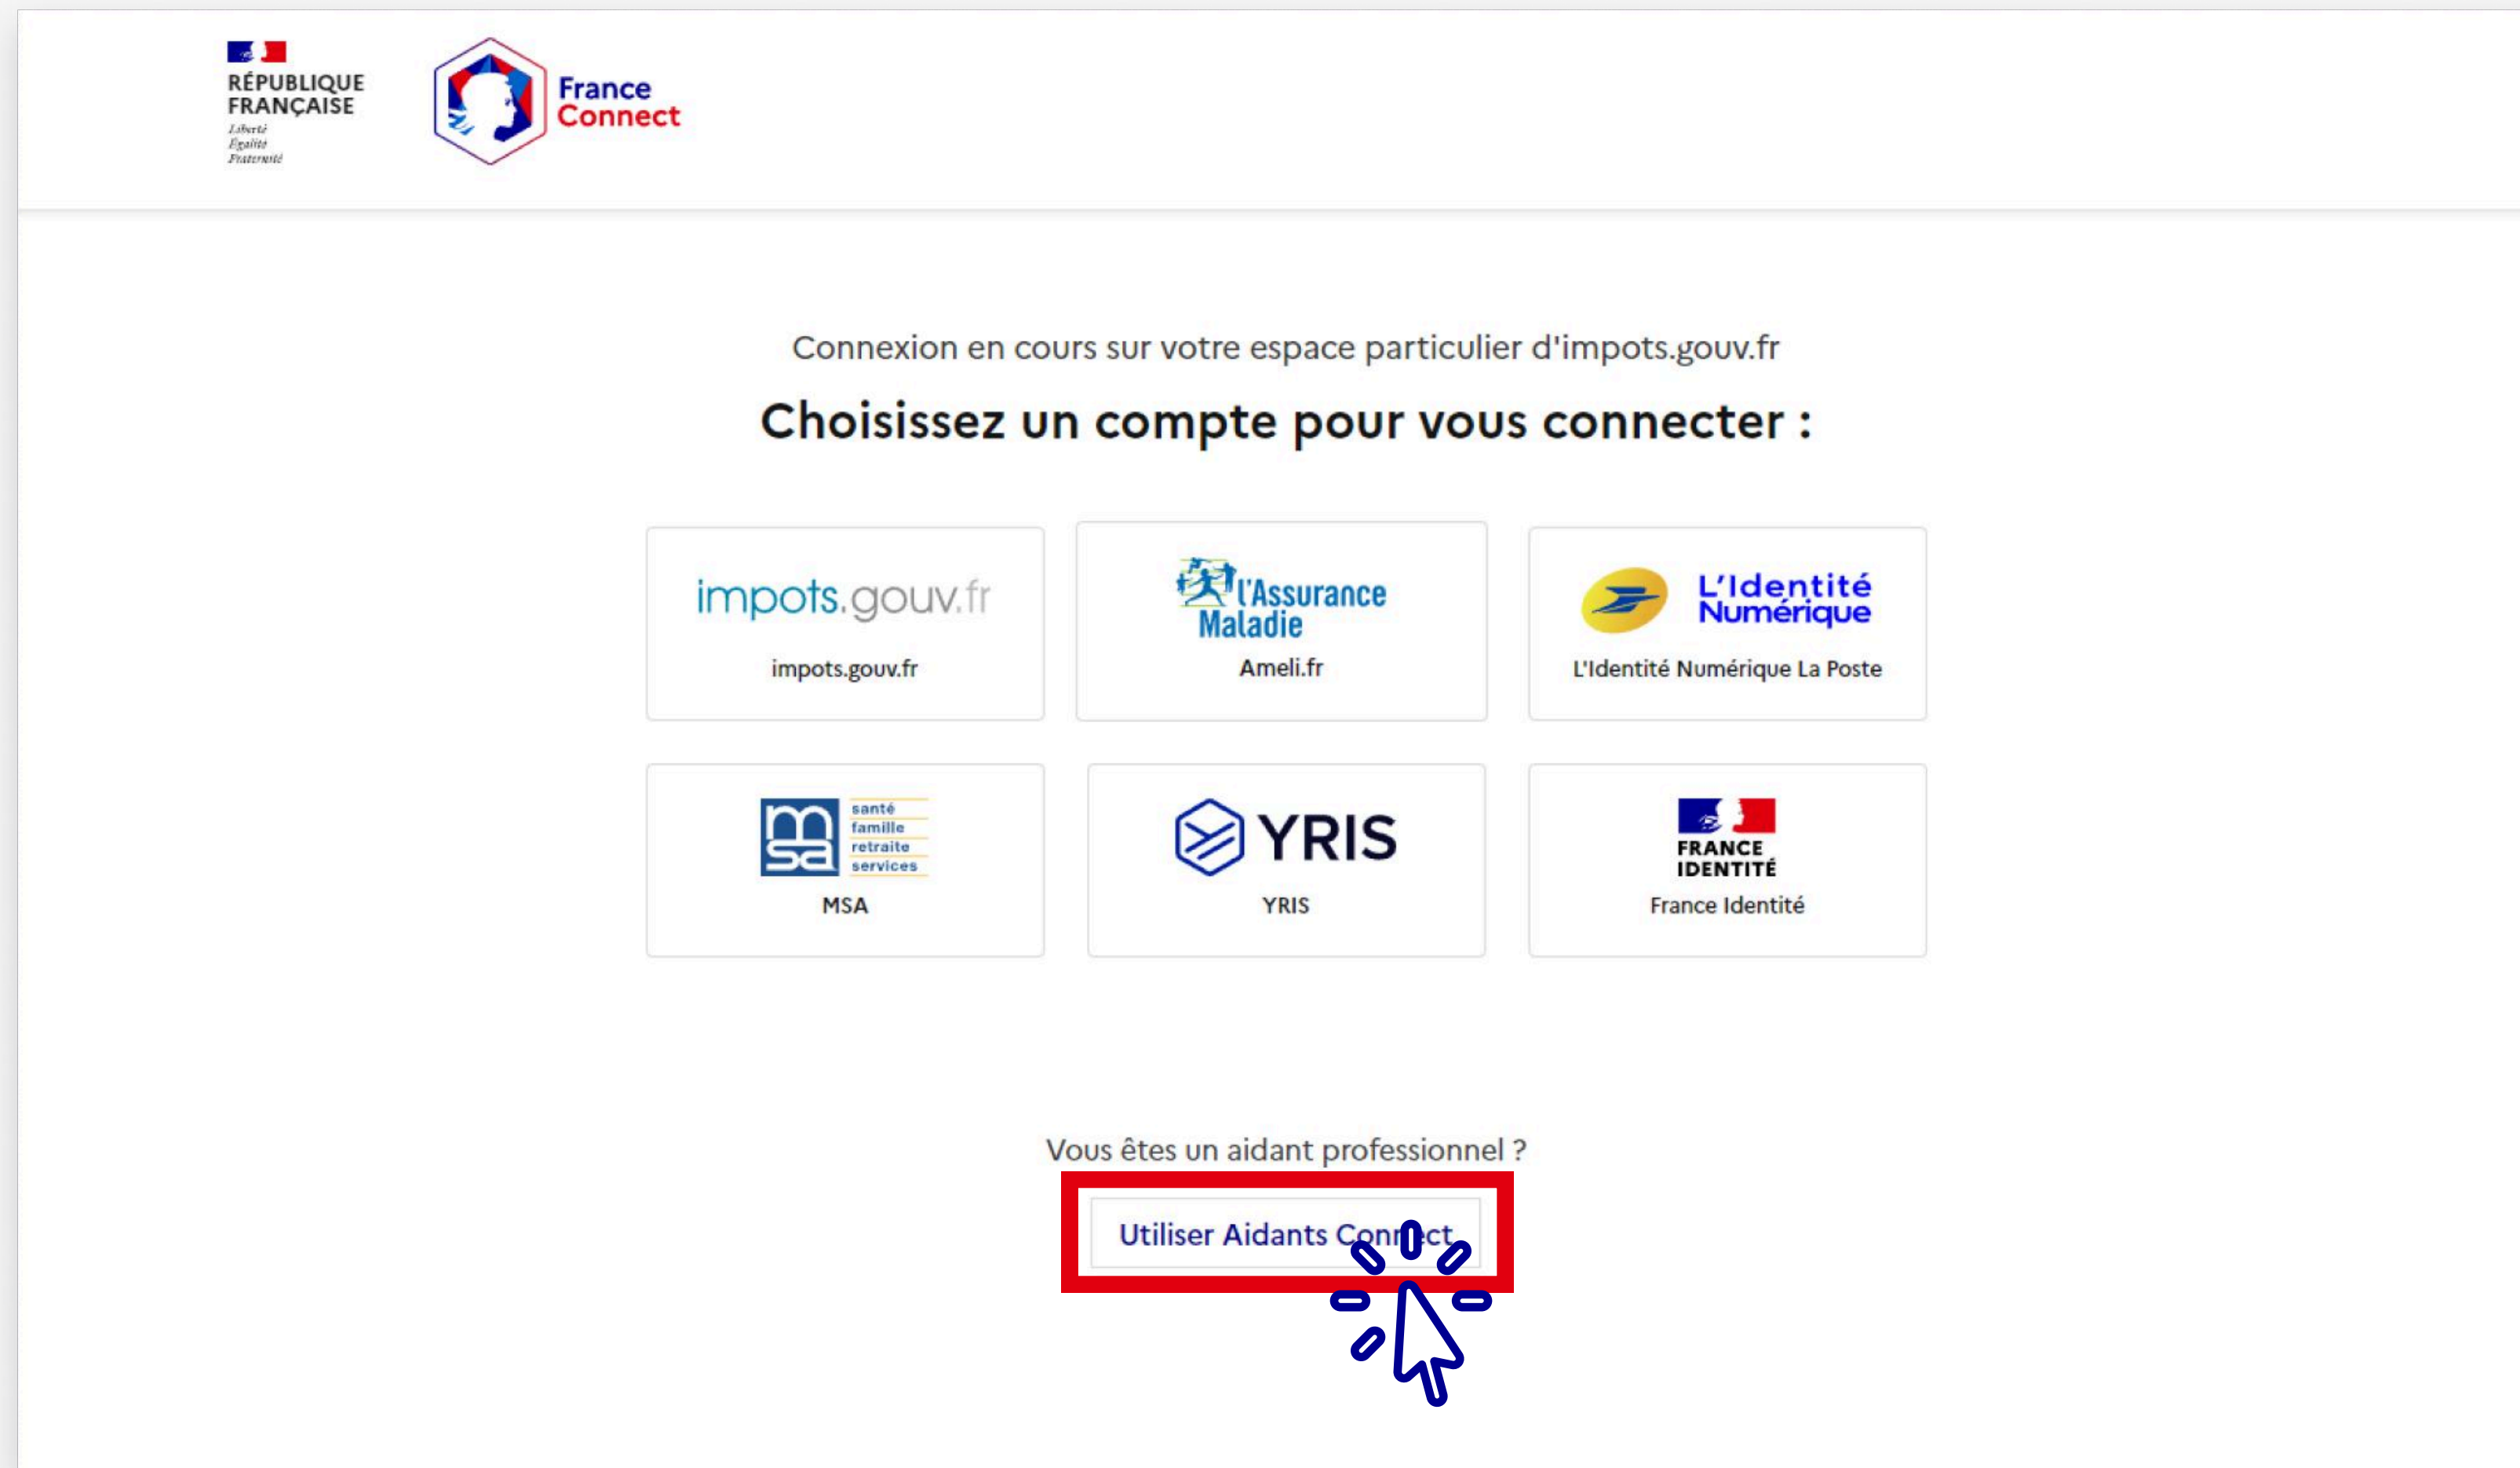 RÉPUBLIQUE
FRANÇAISE
Liberté
Égalité
Fraternité
France
Connect
Connexion en cours sur votre espace particulier d'impots.gouv.fr
Choisissez un compte pour vous connecter :
impots.gouv.fr
impots.gouv.fr
l'Assurance
Maladie
Ameli.fr
L'Identité
Numérique
L'Identité Numérique La Poste
msa
santé
famille
retraite
services
MSA
YRIS
YRIS
FRANCE
IDENTITÉ
France Identité
Vous êtes un aidant professionnel ?
Utiliser Aidants Connect